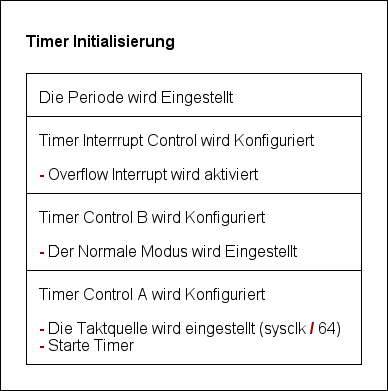 Timer Initialisierung
Die Periode wird Eingestellt
Timer Interrrupt Control wird Konfiguriert
- Overflow Interrupt wird aktiviert
Timer Control B wird Konfiguriert
- Der Normale Modus wird Eingestellt
Timer Control A wird Konfiguriert
- Die Taktquelle wird eingestellt (sysclk / 64)
- Starte Timer